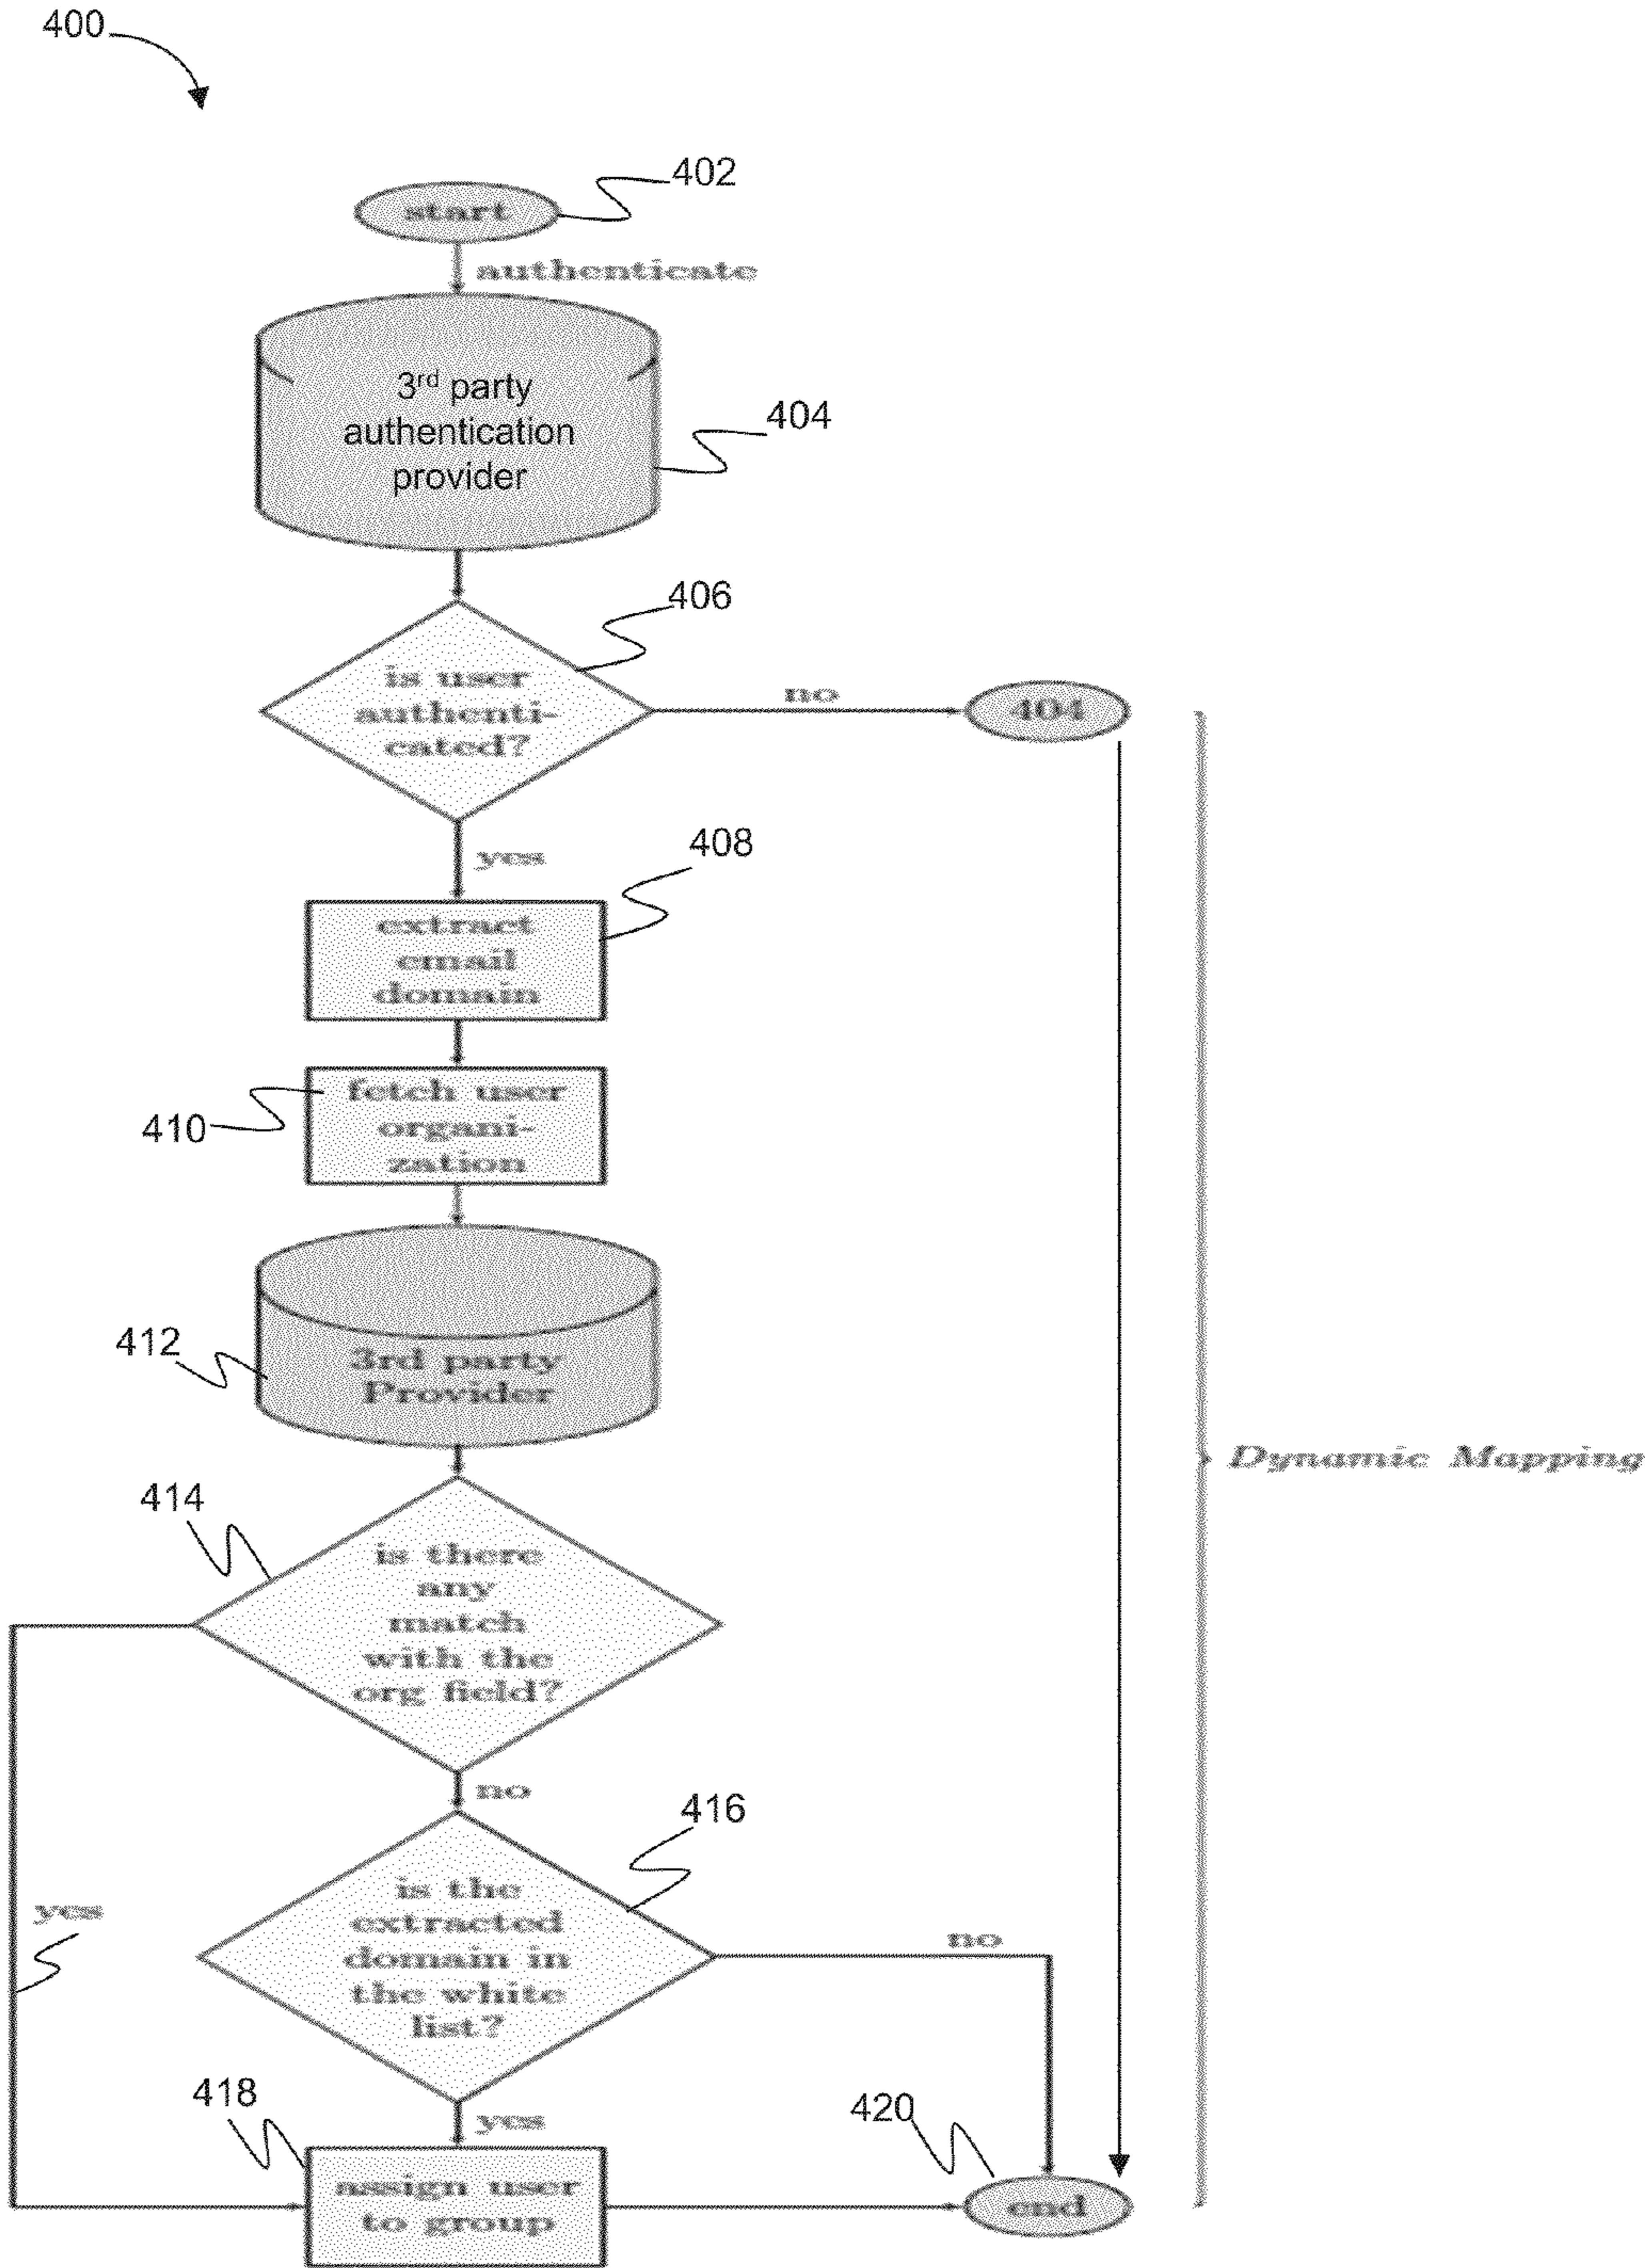 400
402
start
authenticate
3rd party
authentication
provider
404
406
is user
authenti-
cated?
no
404
yes
408
extract
email
domain
fetch user
organi-
zation
410
412
3rd party
Provider
Dynamic Mapping
414
is there
any
match
with the
org field?
no
416
is the
extracted
domain in
the white
list?
yes
no
418
yes
420
assign user
to group
end